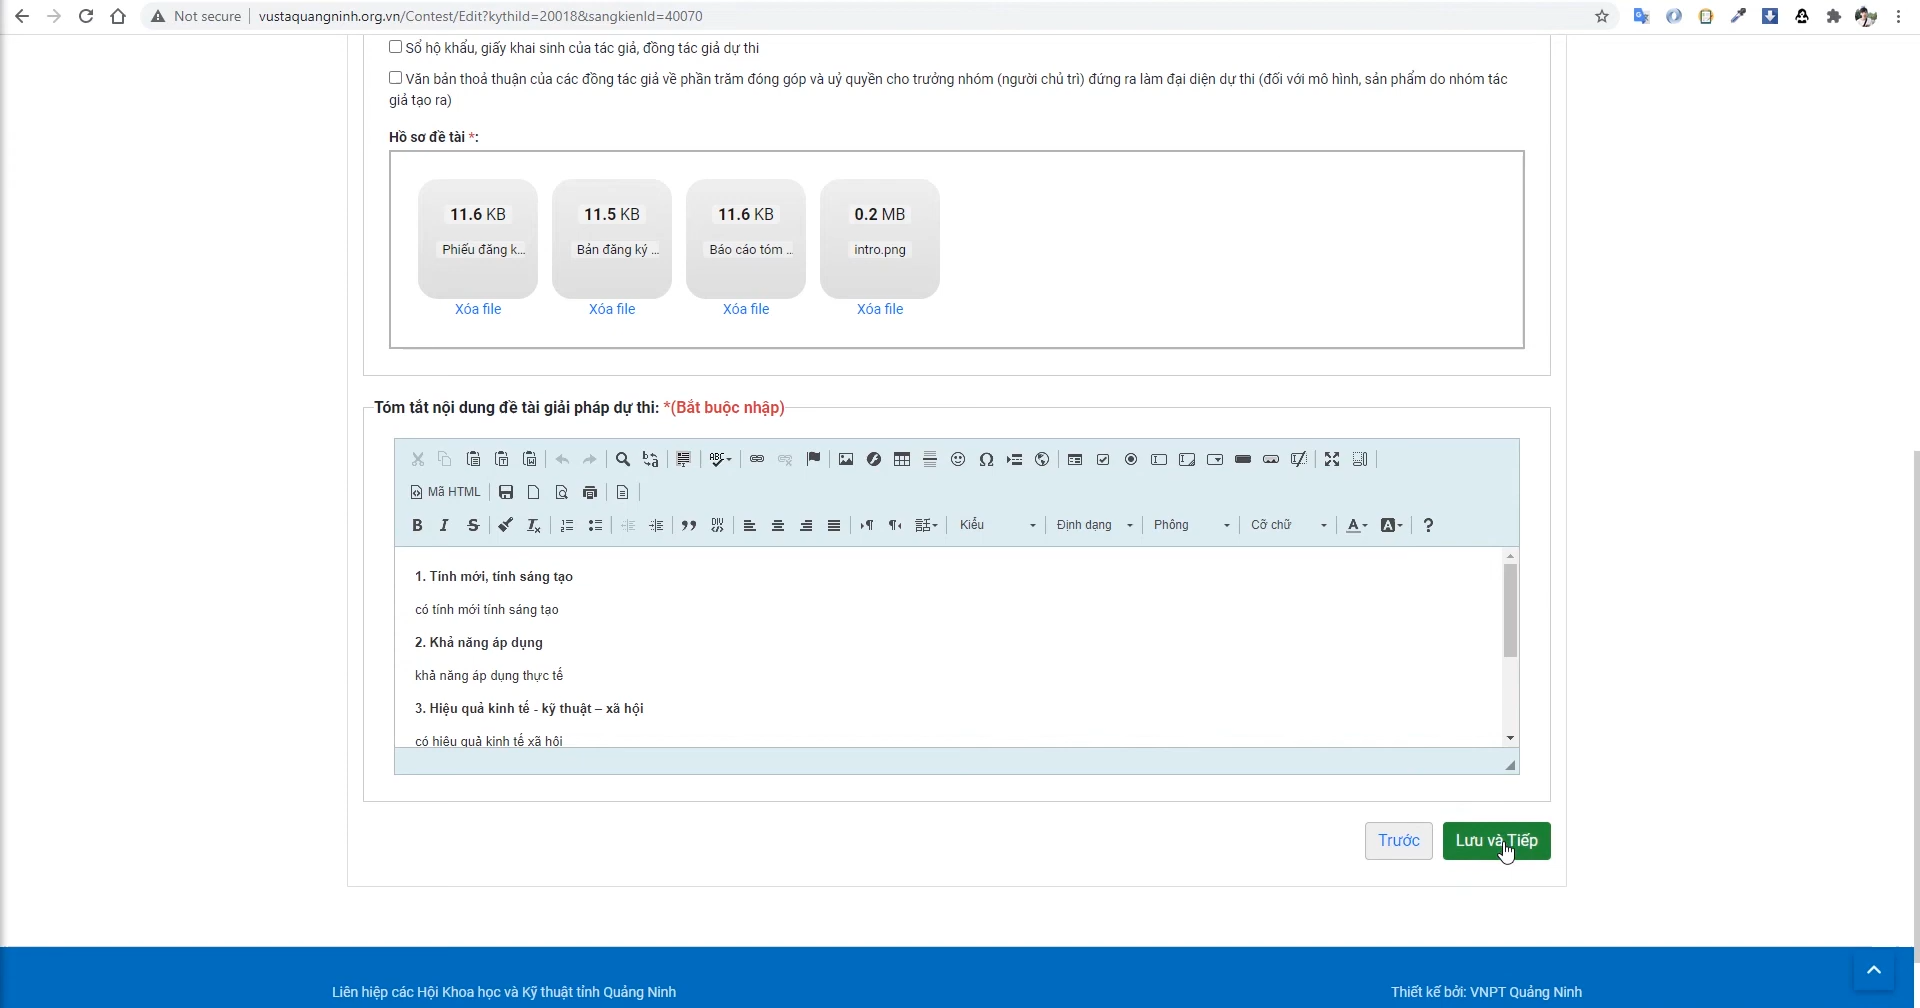 Not secure | vustaquangninh.org.vn/Contest/Edit?kythiId=20018&sangkienId=40070
Sổ hộ khẩu, giấy khai sinh của tác giả, đồng tác giả dự thi
Văn bản thoả thuận của các đồng tác giả về phần trăm đóng góp và uỷ quyền cho trưởng nhóm (người chủ trì) đứng ra làm đại diện dự thi (đối với mô hình, sản phẩm do nhóm tác
giả tạo ra)
Hồ sơ đề tài *:
11.6 KB 11.5 KB 11.6 KB 0.2 MB
Phiếu đăng k... Bản đăng ký ... Báo cáo tóm ... intro.png
Xóa file Xóa file Xóa file Xóa file
Tóm tắt nội dung đề tài giải pháp dự thi: *(Bắt buộc nhập)
Mã HTML
Kiểu Định dạng Phông Cỡ chữ
1. Tính mới, tính sáng tạo
có tính mới tính sáng tạo
2. Khả năng áp dụng
khả năng áp dụng thực tế
3. Hiệu quả kinh tế - kỹ thuật – xã hội
có hiệu quả kinh tế xã hội
Trước Lưu và Tiếp
Liên hiệp các Hội Khoa học và Kỹ thuật tỉnh Quảng Ninh Thiết kế bởi: VNPT Quảng Ninh